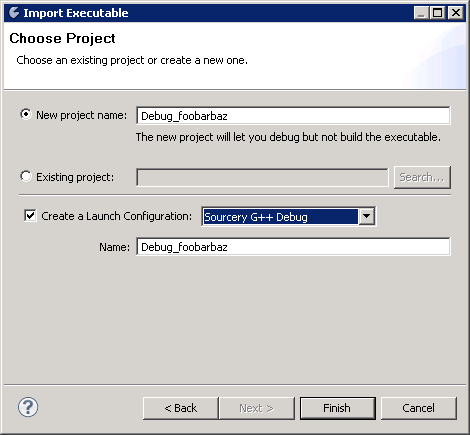 Import Executable
Choose Project
Choose an existing project or create a new one.
New project name: Debug_foobarbaz
The new project will let you debug but not build the executable.
Existing project: Search...
Create a Launch Configuration: Sourcery G++ Debug
Name: Debug_foobarbaz
? < Back Next > Finish Cancel